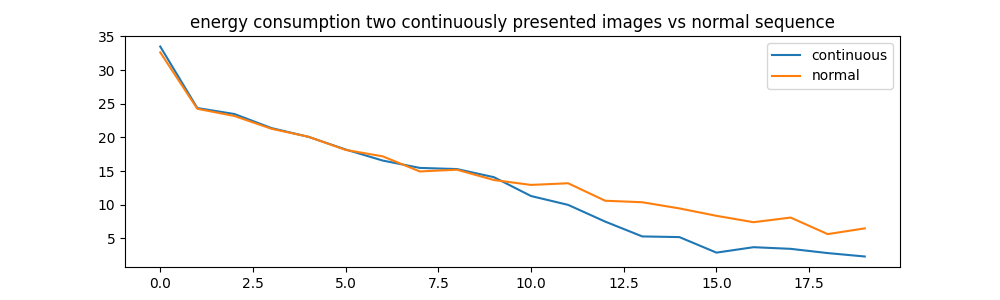 energy consumption two continuously presented images vs normal sequence
35
30
25
20
15
10
5
continuous
normal
0.0 2.5 5.0 7.5 10.0 12.5 15.0 17.5